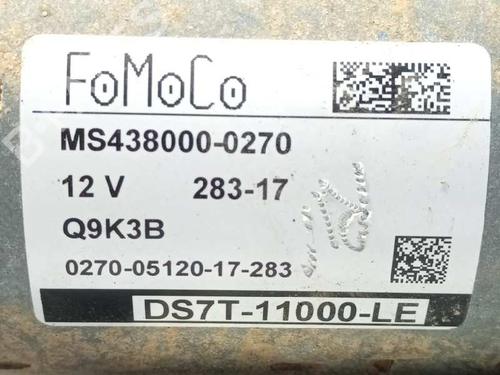 FoMoCo
MS438000-0270
12 V 283-17
Q9K3B
0270-05120-17-283
DS7T-11000-LE